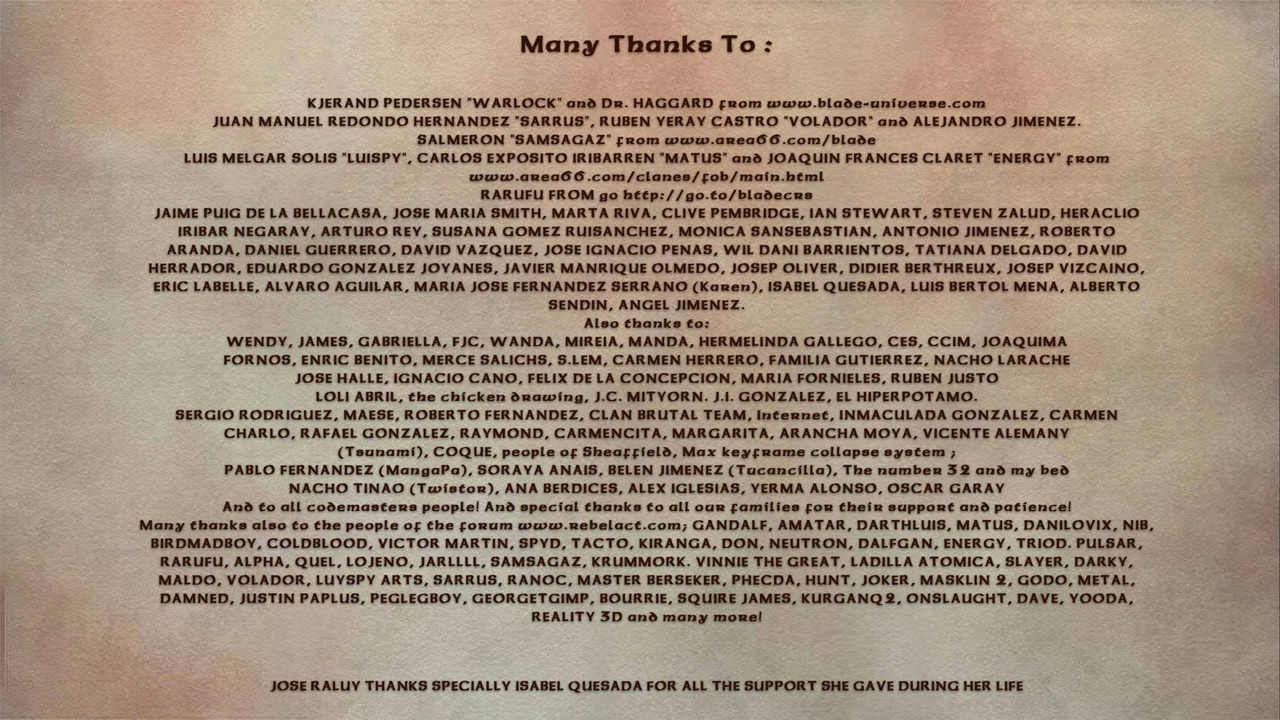 Many Thanks To :
KJERAND PEDERSEN "WARLOCK" and Dr. HAGGARD from www.blade-universe.com
JUAN MANUEL REDONDO HERNANDEZ "SARRUS", RUBEN YERAY CASTRO "VOLADOR" and ALEJANDRO JIMENEZ.
SALMERON "SAMSAGAZ" from www.area66.com/blade
LUIS MELGAR SOLIS "LUISPY", CARLOS EXPOSITO IRIBARREN "MATUS" and JOAQUIN FRANCES CLARET "ENERGY" from
www.area66.com/clanes/fob/main.html
RARUFU FROM go http://go.to/bladecrs
JAIME PUIG DE LA BELLACASA, JOSE MARIA SMITH, MARTA RIVA, CLIVE PEMBRIDGE, IAN STEWART, STEVEN ZALUD, HERACLIO
IRIBAR NEGARAY, ARTURO REY, SUSANA GOMEZ RUISANCHEZ, MONICA SANSEBASTIAN, ANTONIO JIMENEZ, ROBERTO
ARANDA, DANIEL GUERRERO, DAVID VAZQUEZ, JOSE IGNACIO PENAS, WIL DANI BARRIENTOS, TATIANA DELGADO, DAVID
HERRADOR, EDUARDO GONZALEZ JOYANES, JAVIER MANRIQUE OLMEDO, JOSEP OLIVER, DIDIER BERTHREUX, JOSEP VIZCAINO,
ERIC LABELLE, ALVARO AGUILAR, MARIA JOSE FERNANDEZ SERRANO (Karen), ISABEL QUESADA, LUIS BERTOL MENA, ALBERTO
SENDIN, ANGEL JIMENEZ.
Also thanks to:
WENDY, JAMES, GABRIELLA, FJC, WANDA, MIREIA, MANDA, HERMELINDA GALLEGO, CES, CCIM, JOAQUIMA
FORNOS, ENRIC BENITO, MERCE SALICHS, S.LEM, CARMEN HERRERO, FAMILIA GUTIERREZ, NACHO LARACHE
JOSE HALLE, IGNACIO CANO, FELIX DE LA CONCEPCION, MARIA FORNIELES, RUBEN JUSTO
LOLI ABRIL, the chicken drawing, J.C. MITYORN. J.I. GONZALEZ, EL HIPERPOTAMO.
SERGIO RODRIGUEZ, MAESE, ROBERTO FERNANDEZ, CLAN BRUTAL TEAM, Internet, INMACULADA GONZALEZ, CARMEN
CHARLO, RAFAEL GONZALEZ, RAYMOND, CARMENCITA, MARGARITA, ARANCHA MOYA, VICENTE ALEMANY
(Tsunami), COQUE, people of Sheaffield, Max keyframe collapse system ;
PABLO FERNANDEZ (MangaPa), SORAYA ANAIS, BELEN JIMENEZ (Tucancilla), The number 32 and my bed
NACHO TINAO (Twistor), ANA BERDICES, ALEX IGLESIAS, YERMA ALONSO, OSCAR GARAY
And to all codemasters people! And special thanks to all our families for their support and patience!
Many thanks also to the people of the forum www.rebelact.com; GANDALF, AMATAR, DARTHLUIS, MATUS, DANILOVIX, NIB,
BIRDMADBOY, COLDBLOOD, VICTOR MARTIN, SPYD, TACTO, KIRANGA, DON, NEUTRON, DALFGAN, ENERGY, TRIOD. PULSAR,
RARUFU, ALPHA, QUEL, LOJENO, JARLLLL, SAMSAGAZ, KRUMMORK. VINNIE THE GREAT, LADILLA ATOMICA, SLAYER, DARKY,
MALDO, VOLADOR, LUYSPY ARTS, SARRUS, RANOC, MASTER BERSEKER, PHECDA, HUNT, JOKER, MASKLIN 2, GODO, METAL,
DAMNED, JUSTIN PAPLUS, PEGLEGBOY, GEORGETGIMP, BOURRIE, SQUIRE JAMES, KURGANQ2, ONSLAUGHT, DAVE, YOODA,
REALITY 3D and many more!
JOSE RALUY THANKS SPECIALLY ISABEL QUESADA FOR ALL THE SUPPORT SHE GAVE DURING HER LIFE